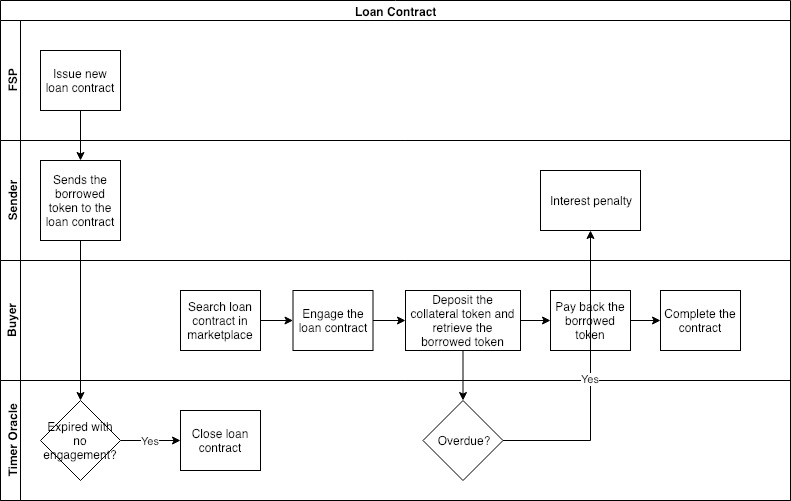 Loan Contract
FSP
Issue new
loan contract
Sender
Sends the
borrowed
token to the
loan contract
Interest penalty
Buyer
Search loan
contract in
marketplace
Engage the
loan contract
Deposit the
collateral token and
retrieve the
borrowed token
Pay back the
borrowed
token
Complete the
contract
Timer Oracle
Expired with
no
engagement?
Yes
Close loan
contract
Overdue?
Yes